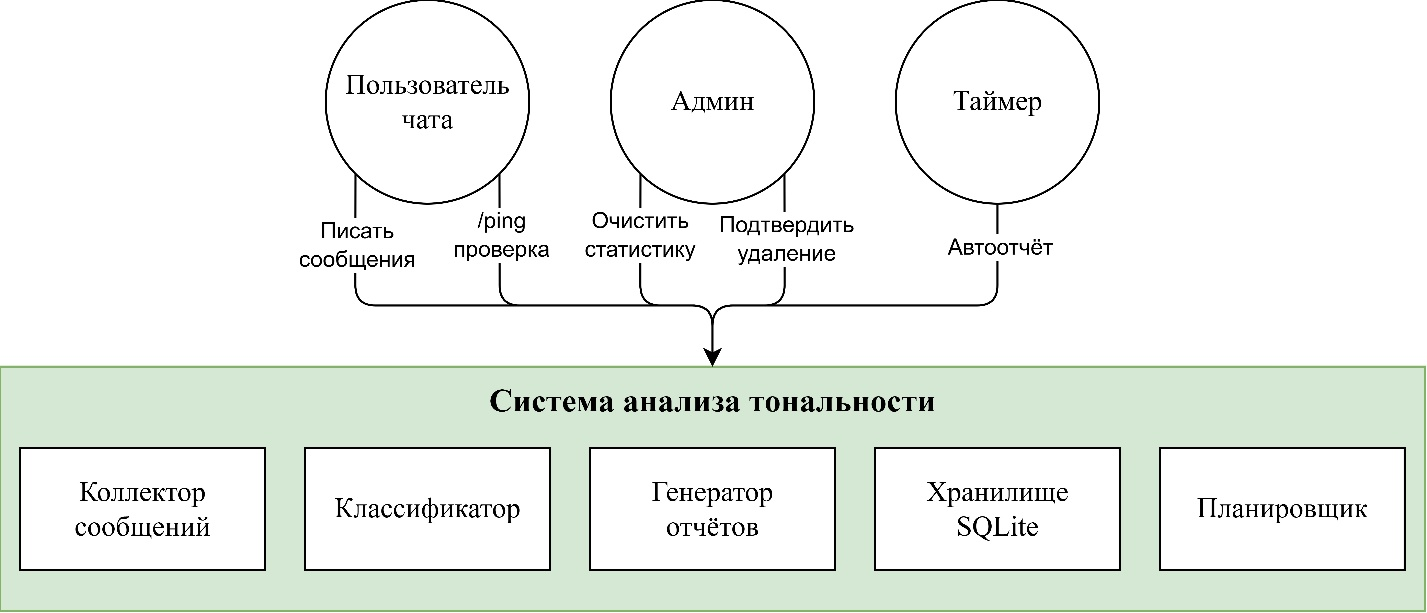 Пользователь
чата
Админ
Таймер
Писать
сообщения
/ping
проверка
Очистить
статистику
Подтвердить
удаление
Автоотчёт
Система анализа тональности
Коллектор
сообщений
Классификатор
Генератор
отчётов
Хранилище
SQLite
Планировщик